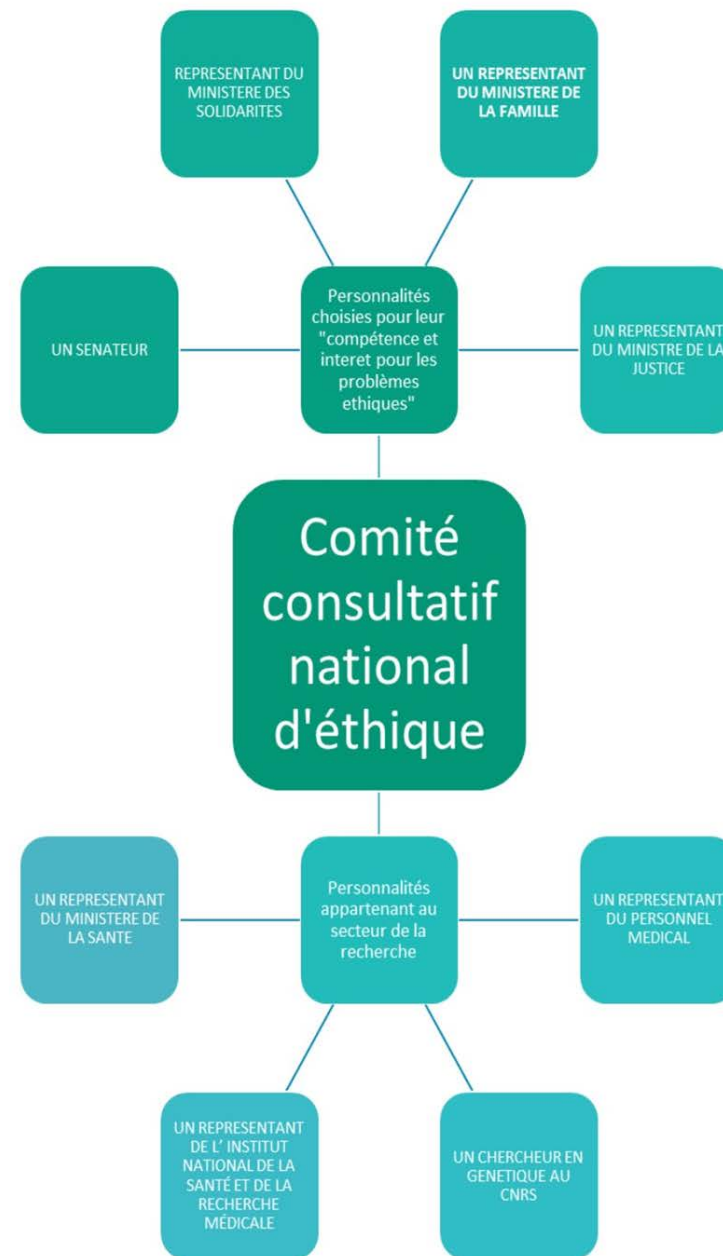 REPRESENTANT DU
MINISTERE DES
SOLIDARITES
UN REPRESENTANT
DU MINISTERE DE
LA FAMILLE
UN SENATEUR
Personnalités
choisies pour leur
"compétence et
interet pour les
problèmes
ethiques"
UN REPRESENTANT
DU MINISTRE DE LA
JUSTICE
Comité
consultatif
national
d'éthique
UN REPRESENTANT
DU MINISTERE DE
LA SANTE
Personnalités
appartenant au
secteur de la
recherche
UN REPRESENTANT
DU PERSONNEL
MEDICAL
UN REPRESENTANT
DE L' INSTITUT
NATIONAL DE LA
SANTÉ ET DE LA
RECHERCHE
MÉDICALE
UN CHERCHEUR EN
GENETIQUE AU
CNRS